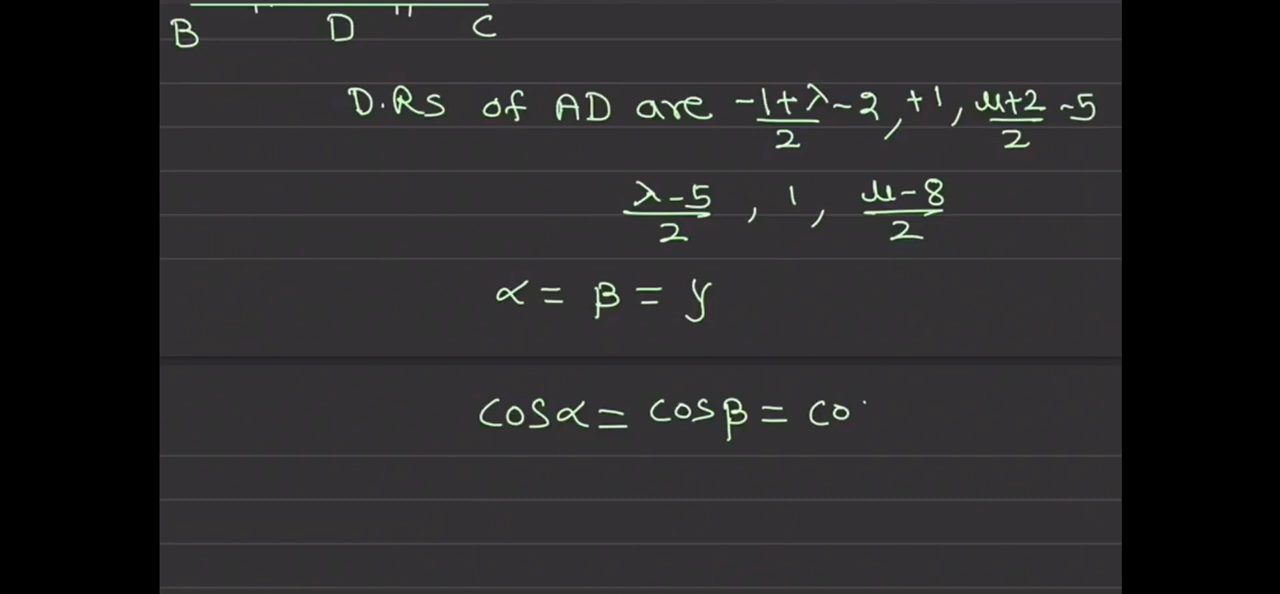 B D C
D.RS of AD are (-1+λ)/2 -2, +1, (μ+2)/2 -5
(λ-5)/2, 1, (μ-8)/2
α = β = γ
cosα = cosβ = co